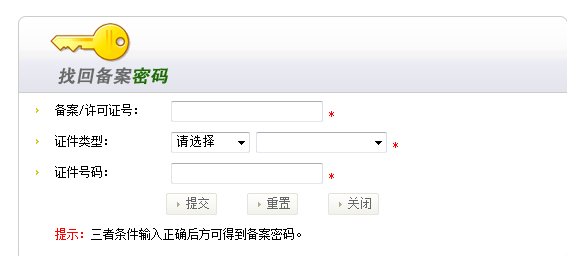 找回备案密码
备案/许可证号： *
证件类型： 请选择 *
证件号码： *
提交 重置 关闭
提示：三者条件输入正确后方可得到备案密码。